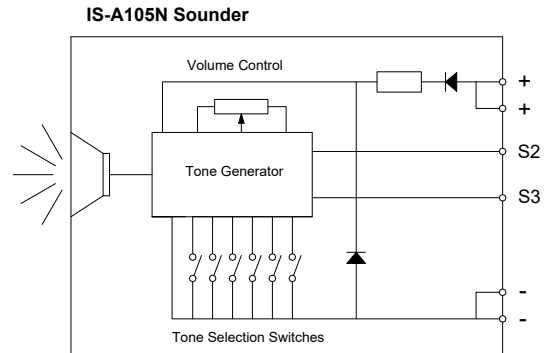 IS-A105N Sounder
Volume Control
+
+
Tone Generator
S2
S3
-
-
Tone Selection Switches